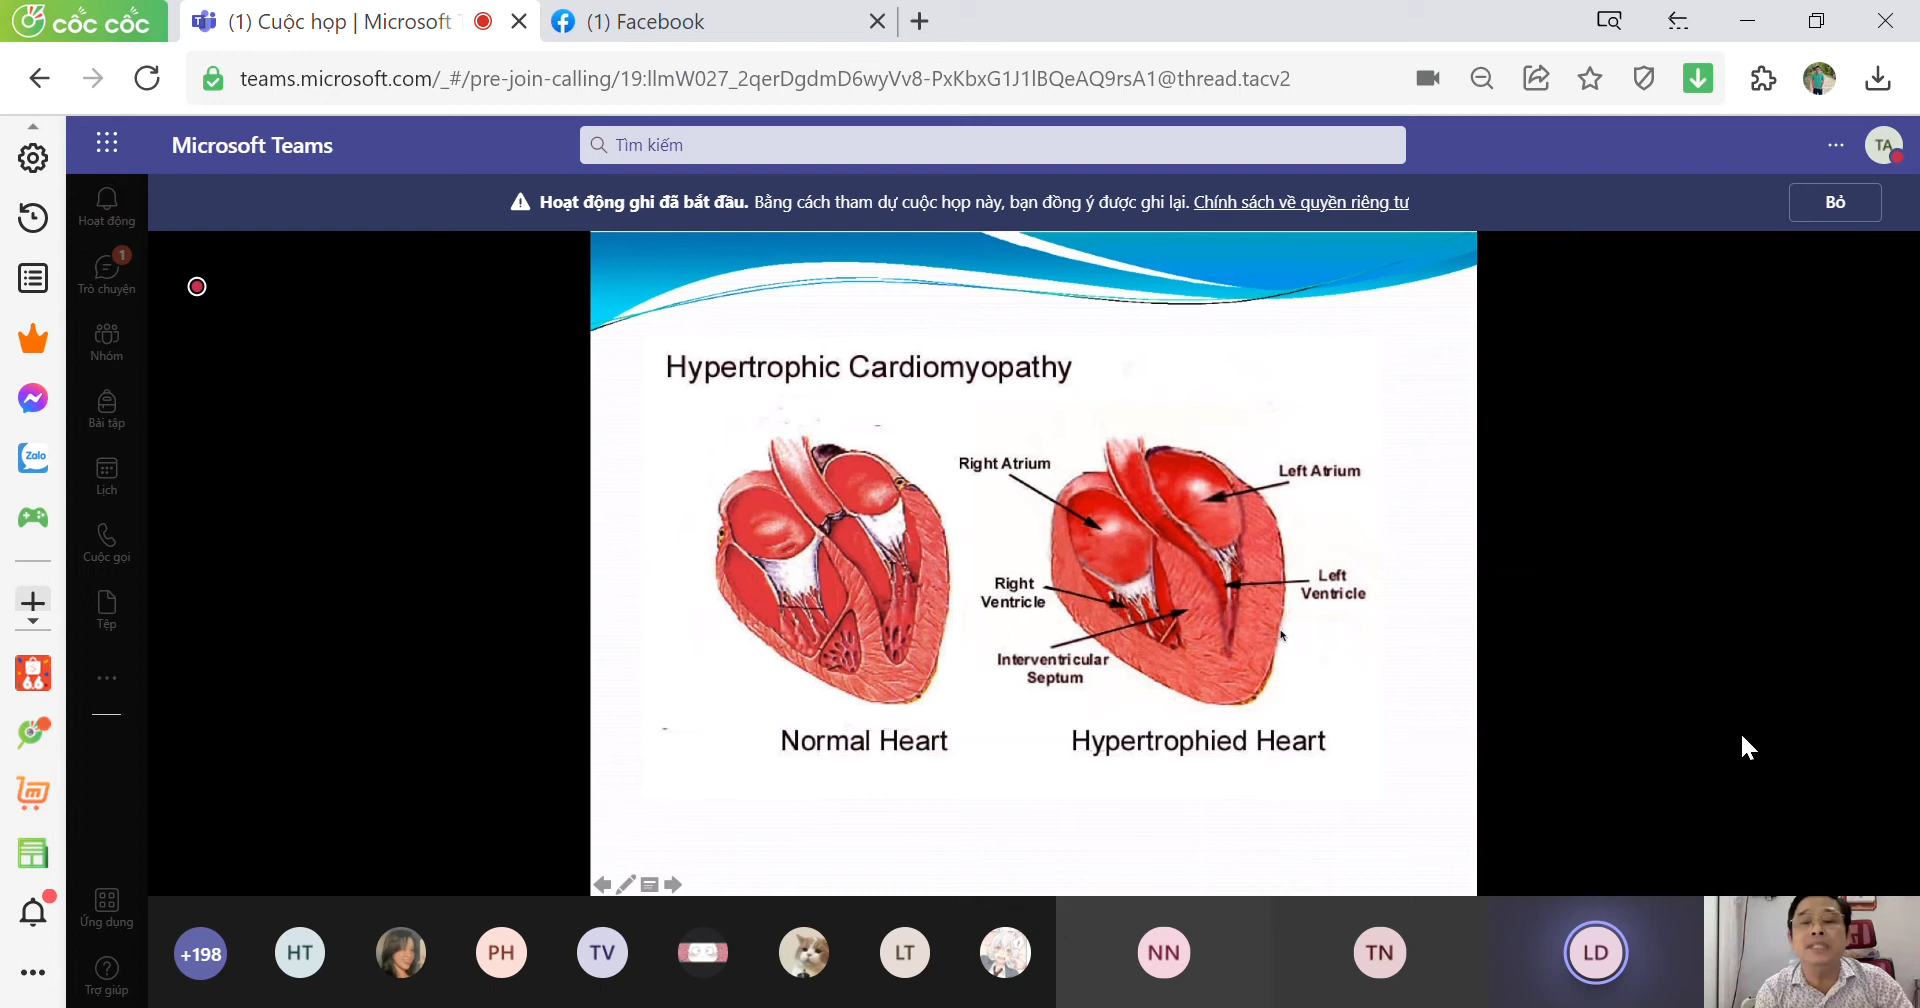 cốc cốc
(1) Cuộc họp | Microsoft T
(1) Facebook
teams.microsoft.com/_#/pre-join-calling/19:llmW027_2qerDgdmD6wyVv8-PxKbxG1J1lBQeAQ9rsA1@thread.tacv2
Microsoft Teams
Tìm kiếm
TA
Hoạt động ghi đã bắt đầu. Bằng cách tham dự cuộc họp này, bạn đồng ý được ghi lại. Chính sách về quyền riêng tư
Bỏ
Hoạt động
1
Trò chuyện
Nhóm
Bài tập
Lịch
Cuộc gọi
Tệp
Ứng dụng
Trợ giúp
Zalo
6.6
Hypertrophic Cardiomyopathy
Right Atrium
Left Atrium
Right
Ventricle
Left
Ventricle
Interventricular
Septum
Normal Heart
Hypertrophied Heart
+198
HT
PH
TV
LT
NN
TN
LD